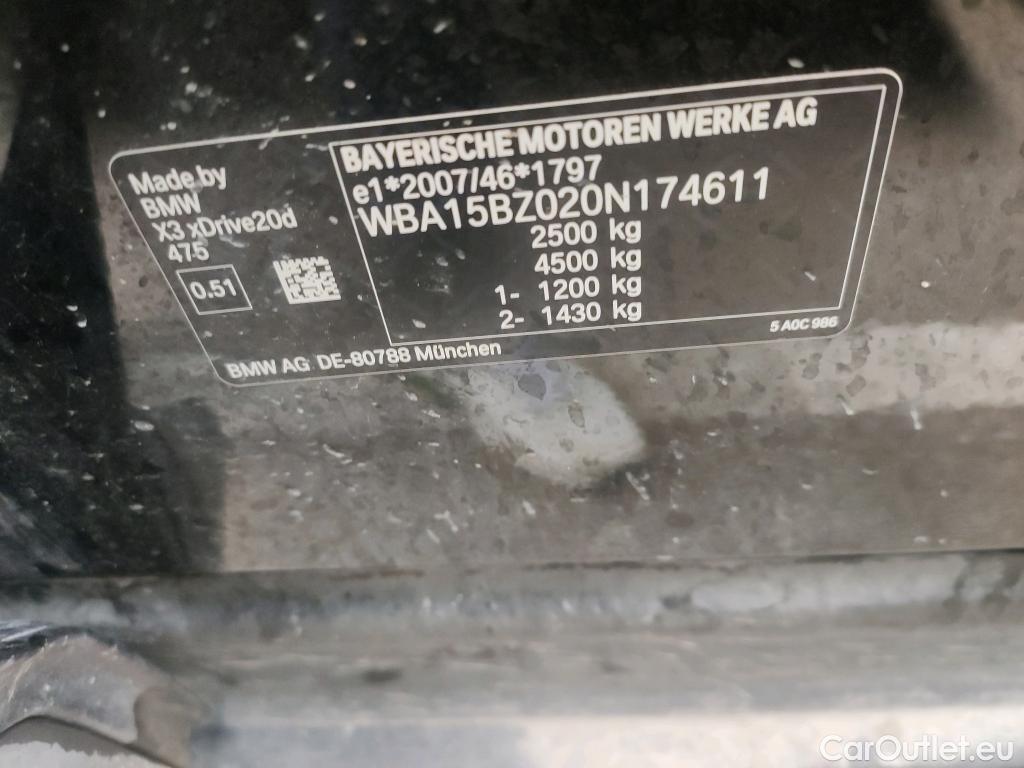 Made by
BMW
X3 xDrive20d
475
0.51
BAYERISCHE MOTOREN WERKE AG
e1*2007/46*1797
WBA15BZ020N174611
2500 kg
4500 kg
1- 1200 kg
2- 1430 kg
5 A0C 986
BMW AG DE-80788 München
CarOutlet.eu